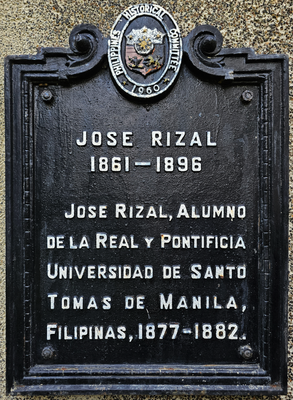 PHILIPPINES HISTORICAL COMMITTEE
1960
JOSE RIZAL
1861–1896
JOSE RIZAL, ALUMNO
DE LA REAL Y PONTIFICIA
UNIVERSIDAD DE SANTO
TOMAS DE MANILA,
FILIPINAS, 1877–1882.